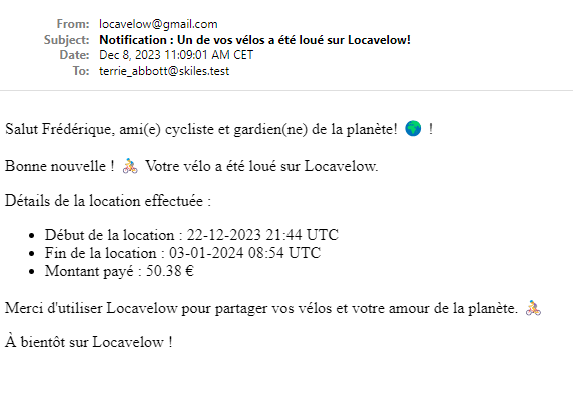 From: locavelow@gmail.com
Subject: Notification : Un de vos vélos a été loué sur Locavelow!
Date: Dec 8, 2023 11:09:01 AM CET
To: terrie_abbott@skiles.test
Salut Frédérique, ami(e) cycliste et gardien(ne) de la planète! 🌍 !
Bonne nouvelle ! 🚴 Votre vélo a été loué sur Locavelow.
Détails de la location effectuée :
• Début de la location : 22-12-2023 21:44 UTC
• Fin de la location : 03-01-2024 08:54 UTC
• Montant payé : 50.38 €
Merci d'utiliser Locavelow pour partager vos vélos et votre amour de la planète. 🚴
À bientôt sur Locavelow !